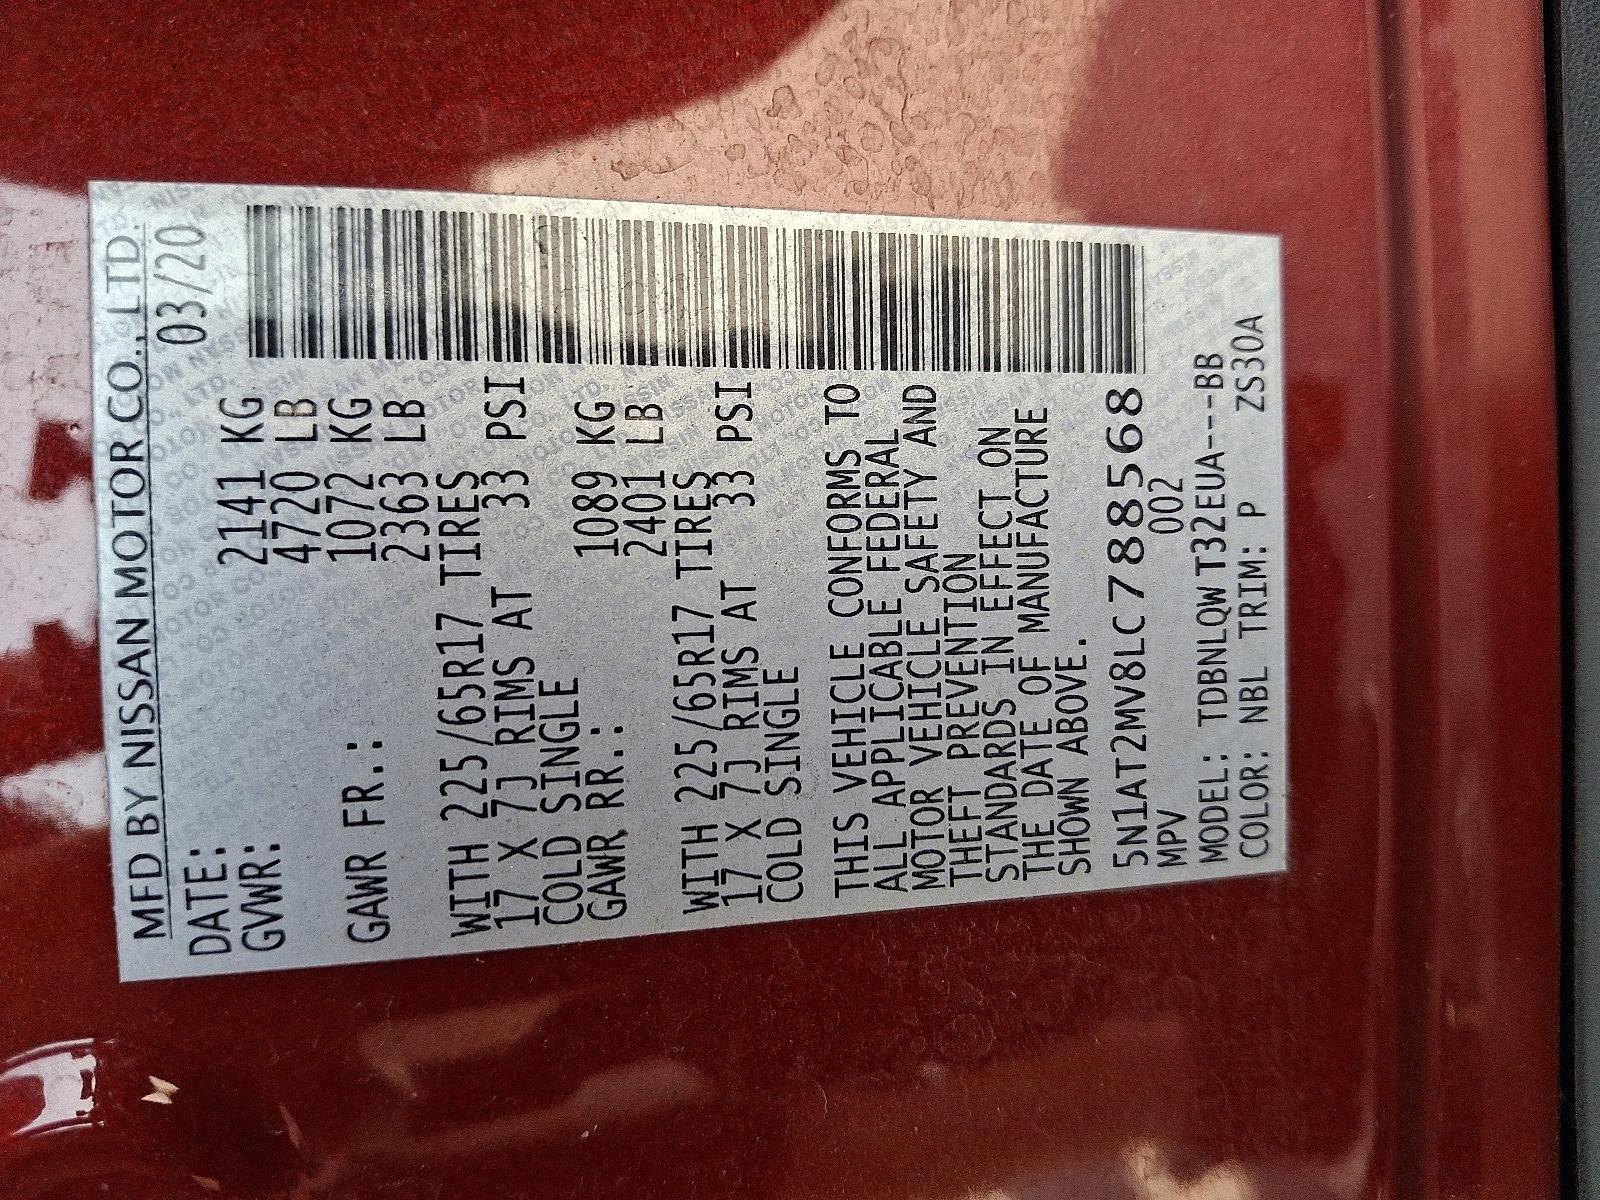 MFD BY NISSAN MOTOR CO., LTD.
DATE: 03/20
GVWR: 2141 KG
4720 LB
GAWR FR.: 1072 KG
2363 LB
WITH 225/65R17 TIRES
17 X 7J RIMS AT 33 PSI
COLD SINGLE
GAWR RR.: 1089 KG
2401 LB
WITH 225/65R17 TIRES
17 X 7J RIMS AT 33 PSI
COLD SINGLE
THIS VEHICLE CONFORMS TO
ALL APPLICABLE FEDERAL
MOTOR VEHICLE SAFETY AND
THEFT PREVENTION
STANDARDS IN EFFECT ON
THE DATE OF MANUFACTURE
SHOWN ABOVE.
5N1AT2MV8LC788568
MPV 002
MODEL: TDBNLQW T32EUA---BB
COLOR: NBL TRIM: P ZS30A